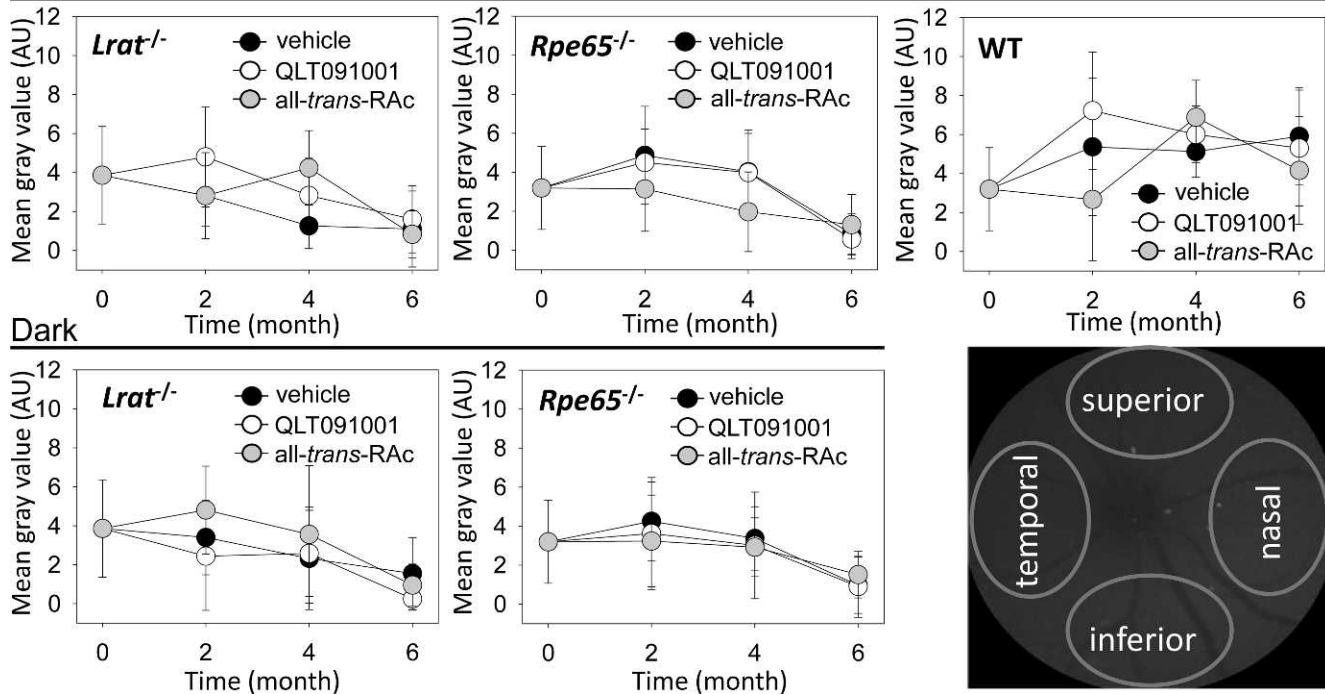 Mean gray value (AU)
12
10
8
6
4
2
0
Lrat-/-
vehicle
QLT091001
all-trans-RAc
0 2 4 6
Time (month)
Mean gray value (AU)
12
10
8
6
4
2
0
Rpe65-/-
vehicle
QLT091001
all-trans-RAc
0 2 4 6
Time (month)
Mean gray value (AU)
12
10
8
6
4
2
0
WT
vehicle
QLT091001
all-trans-RAc
0 2 4 6
Time (month)
Dark
Mean gray value (AU)
12
10
8
6
4
2
0
Lrat-/-
vehicle
QLT091001
all-trans-RAc
0 2 4 6
Time (month)
Mean gray value (AU)
12
10
8
6
4
2
0
Rpe65-/-
vehicle
QLT091001
all-trans-RAc
0 2 4 6
Time (month)
superior
temporal
nasal
inferior